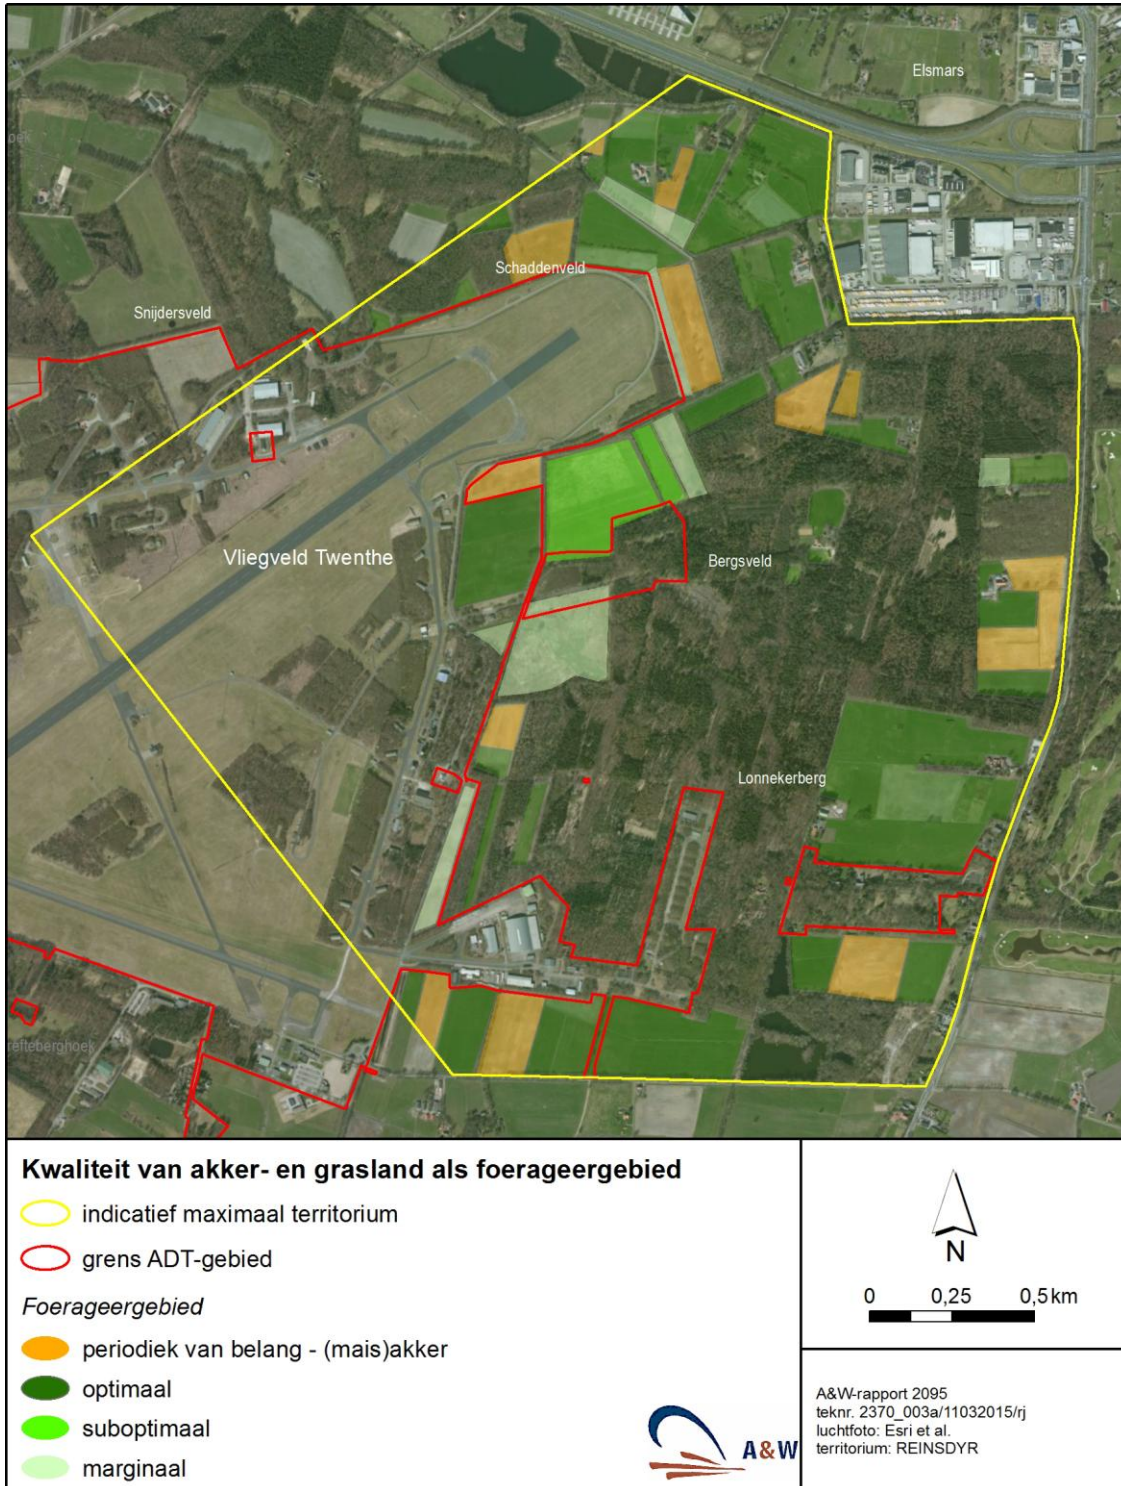 Elsmars
oek
Schaddenveld
Snijdersveld
Vliegveld Twenthe
Bergsveld
Lonnekerberg
refteberghoek
Kwaliteit van akker- en grasland als foerageergebied
indicatief maximaal territorium
grens ADT-gebied
Foerageergebied
periodiek van belang - (mais)akker
optimaal
suboptimaal
marginaal
A&W
N
0 0,25 0,5 km
A&W-rapport 2095
teknr. 2370_003a/11032015/rj
luchtfoto: Esri et al.
territorium: REINSDYR